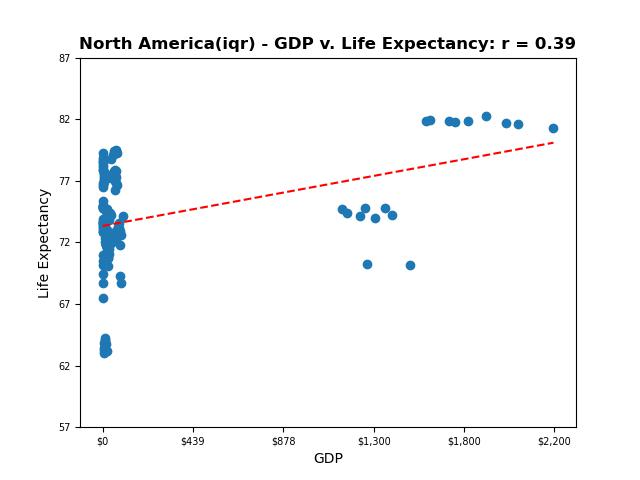 North America(iqr) - GDP v. Life Expectancy: r = 0.39
87
82
77
72
67
62
57
Life Expectancy
$0 $439 $878 $1,300 $1,800 $2,200
GDP